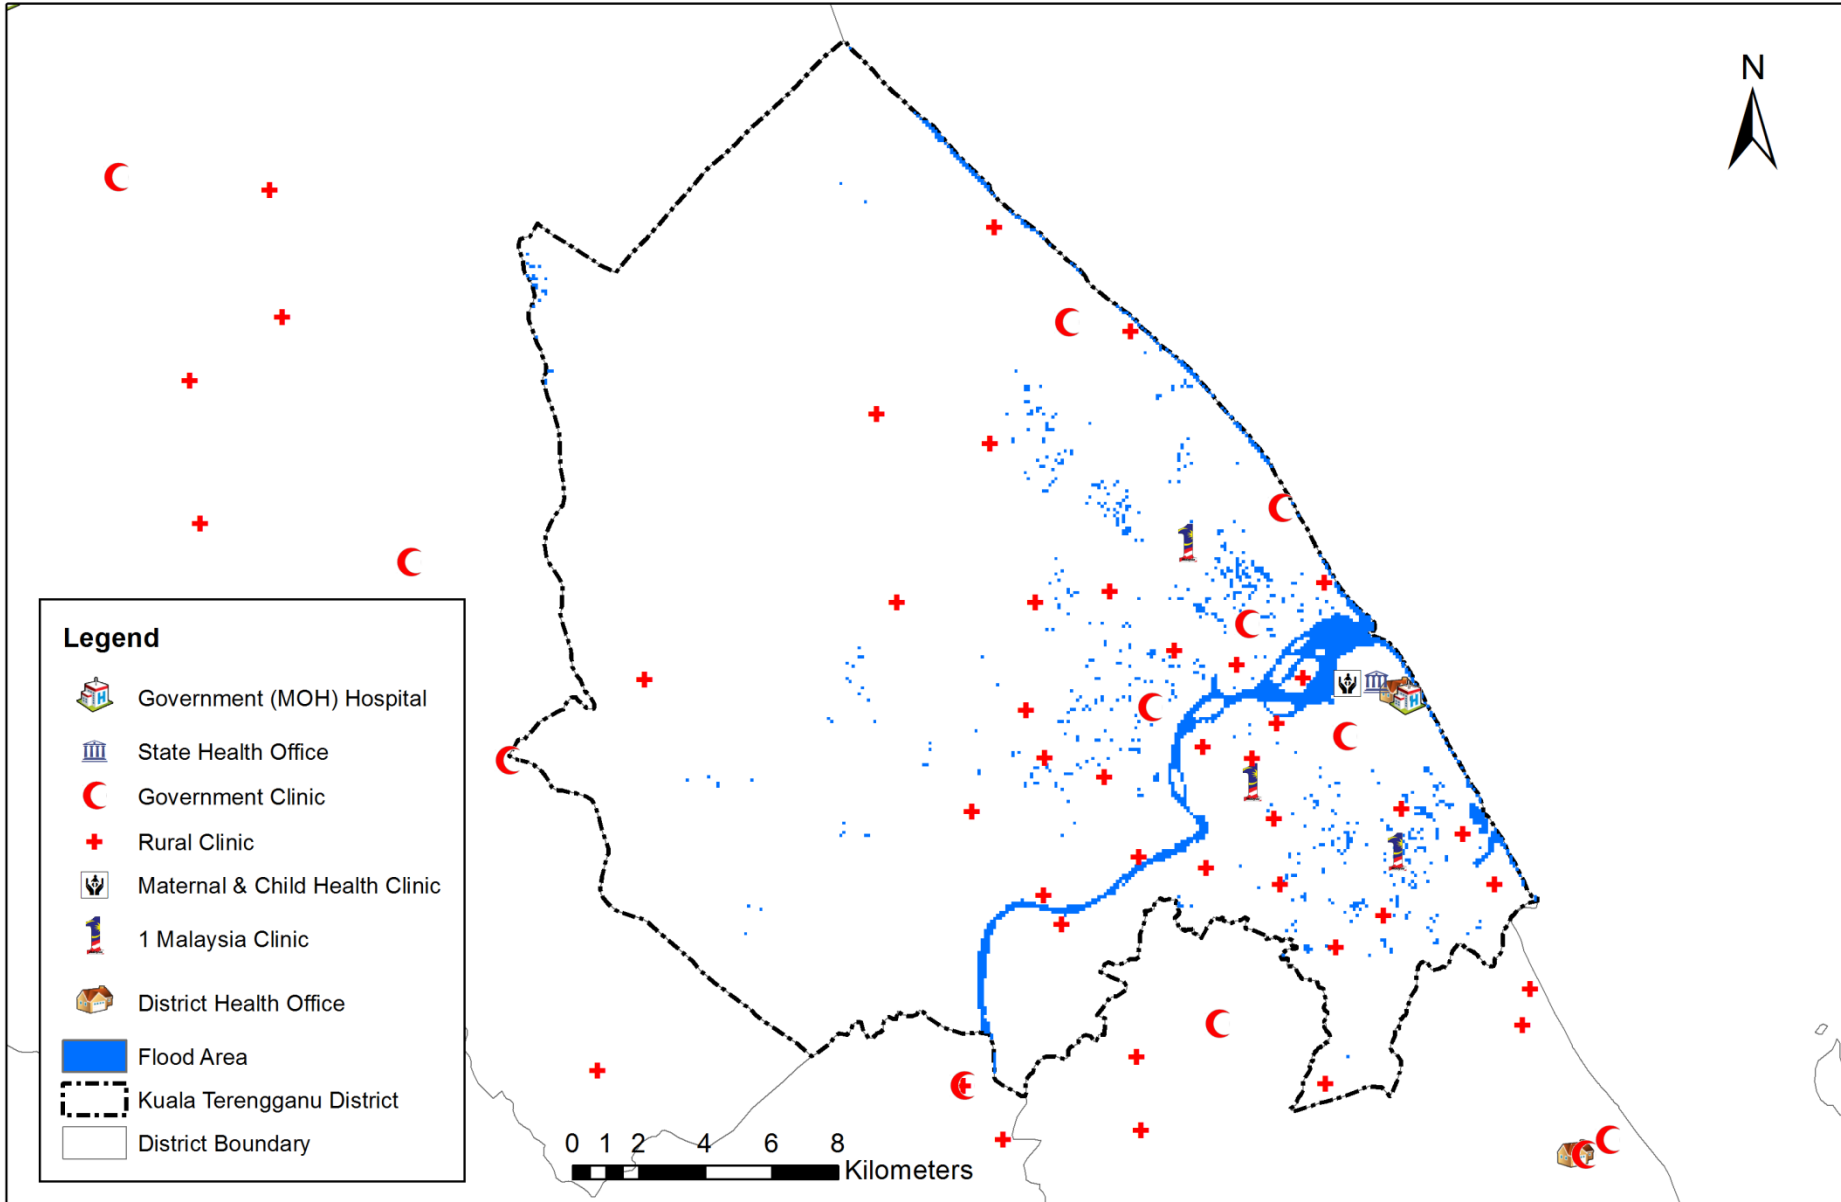 N
Legend
Government (MOH) Hospital
State Health Office
Government Clinic
Rural Clinic
Maternal & Child Health Clinic
1 Malaysia Clinic
District Health Office
Flood Area
Kuala Terengganu District
District Boundary
0 1 2 4 6 8
Kilometers